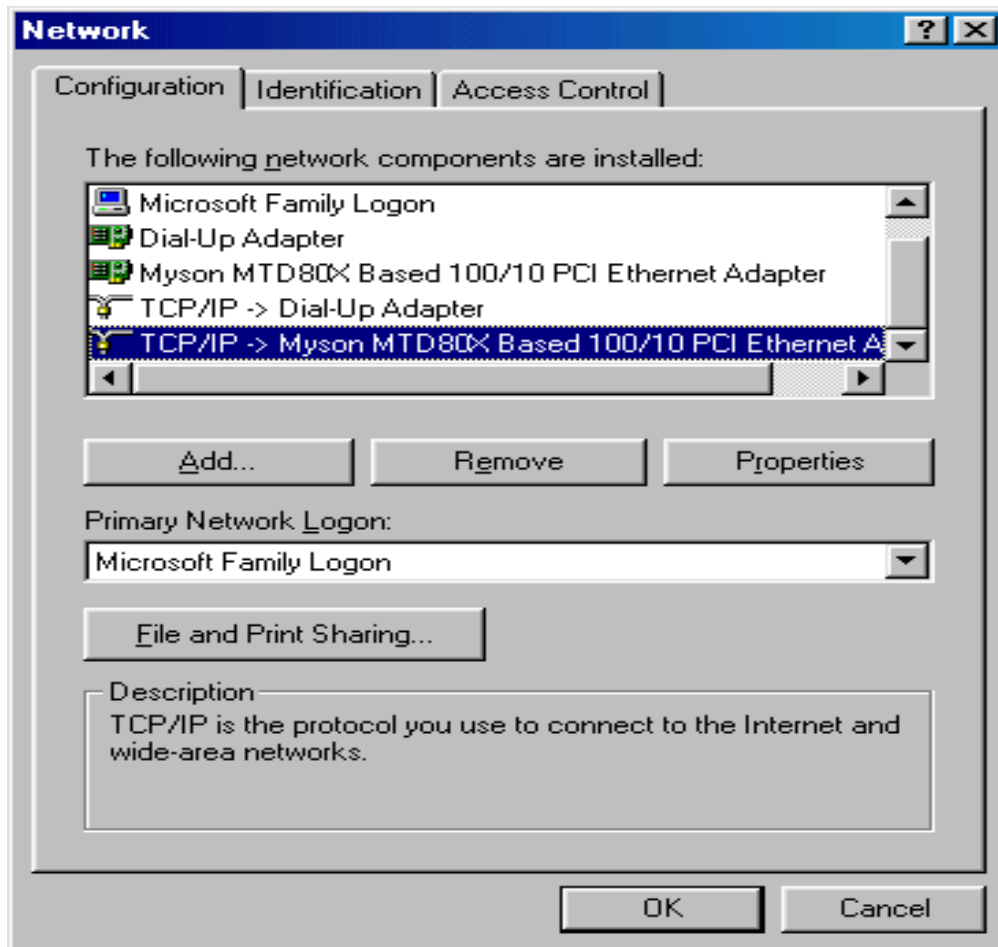 Network
Configuration Identification Access Control
The following network components are installed:
Microsoft Family Logon
Dial-Up Adapter
Myson MTD80X Based 100/10 PCI Ethernet Adapter
TCP/IP -> Dial-Up Adapter
TCP/IP -> Myson MTD80X Based 100/10 PCI Ethernet A
Add... Remove Properties
Primary Network Logon:
Microsoft Family Logon
File and Print Sharing...
Description
TCP/IP is the protocol you use to connect to the Internet and
wide-area networks.
OK Cancel